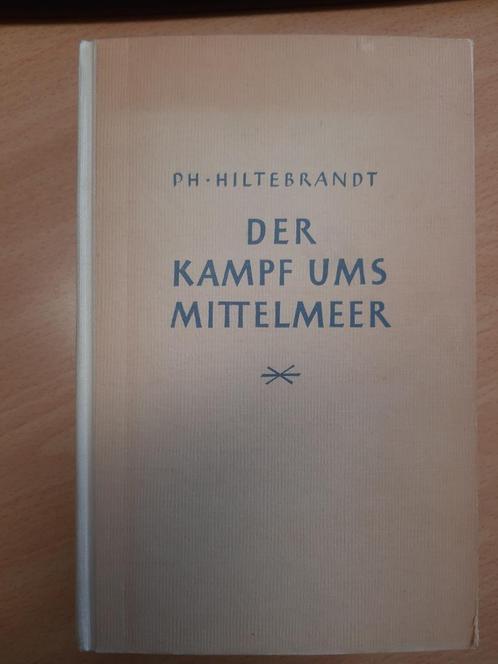 PH · HILTEBRANDT
DER
KAMPF UMS
MITTELMEER